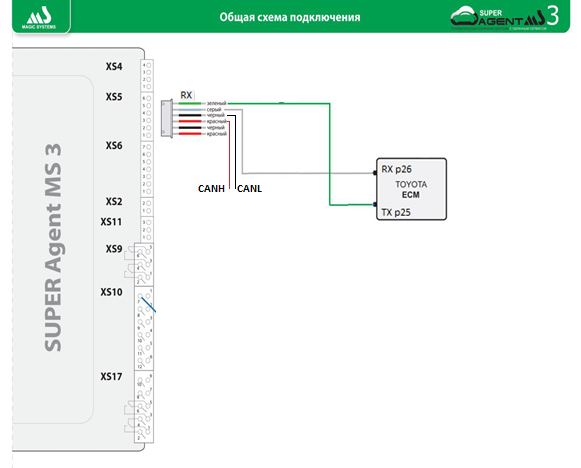 MAGIC SYSTEMS
Общая схема подключения
SUPER
AGENT MS 3
XS4
XS5
RX
зеленый
серый
черный
красный
черный
красный
XS6
CANH
CANL
RX p26
TOYOTA
ECM
TX p25
XS2
XS11
XS9
XS10
XS17
SUPER Agent MS 3